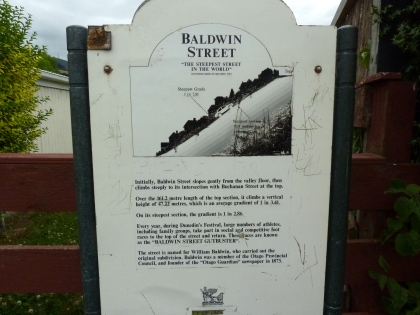 BALDWIN
STREET
"THE STEEPEST STREET
IN THE WORLD"
Steepest Grade
1 in 2.86
Initially, Baldwin Street slopes gently from the valley floor, then
climbs steeply to its intersection with Buchanan Street at the top.
Over the 161.2 metre length of the top section, it climbs a vertical
height of 47.22 metres, which is an average gradient of 1 in 3.41.
On its steepest section, the gradient is 1 in 2.86.
Every year, during Dunedin's Festival, large numbers of athletes,
including family groups, take part in social and competitive foot
races to the top of the street and return. These races are known
as the "BALDWIN STREET GUTBUSTER".
The street is named for William Baldwin, who carried out the
original subdivision. Baldwin was a member of the Otago Provincial
Council, and founder of the "Otago Guardian" newspaper in 1873.